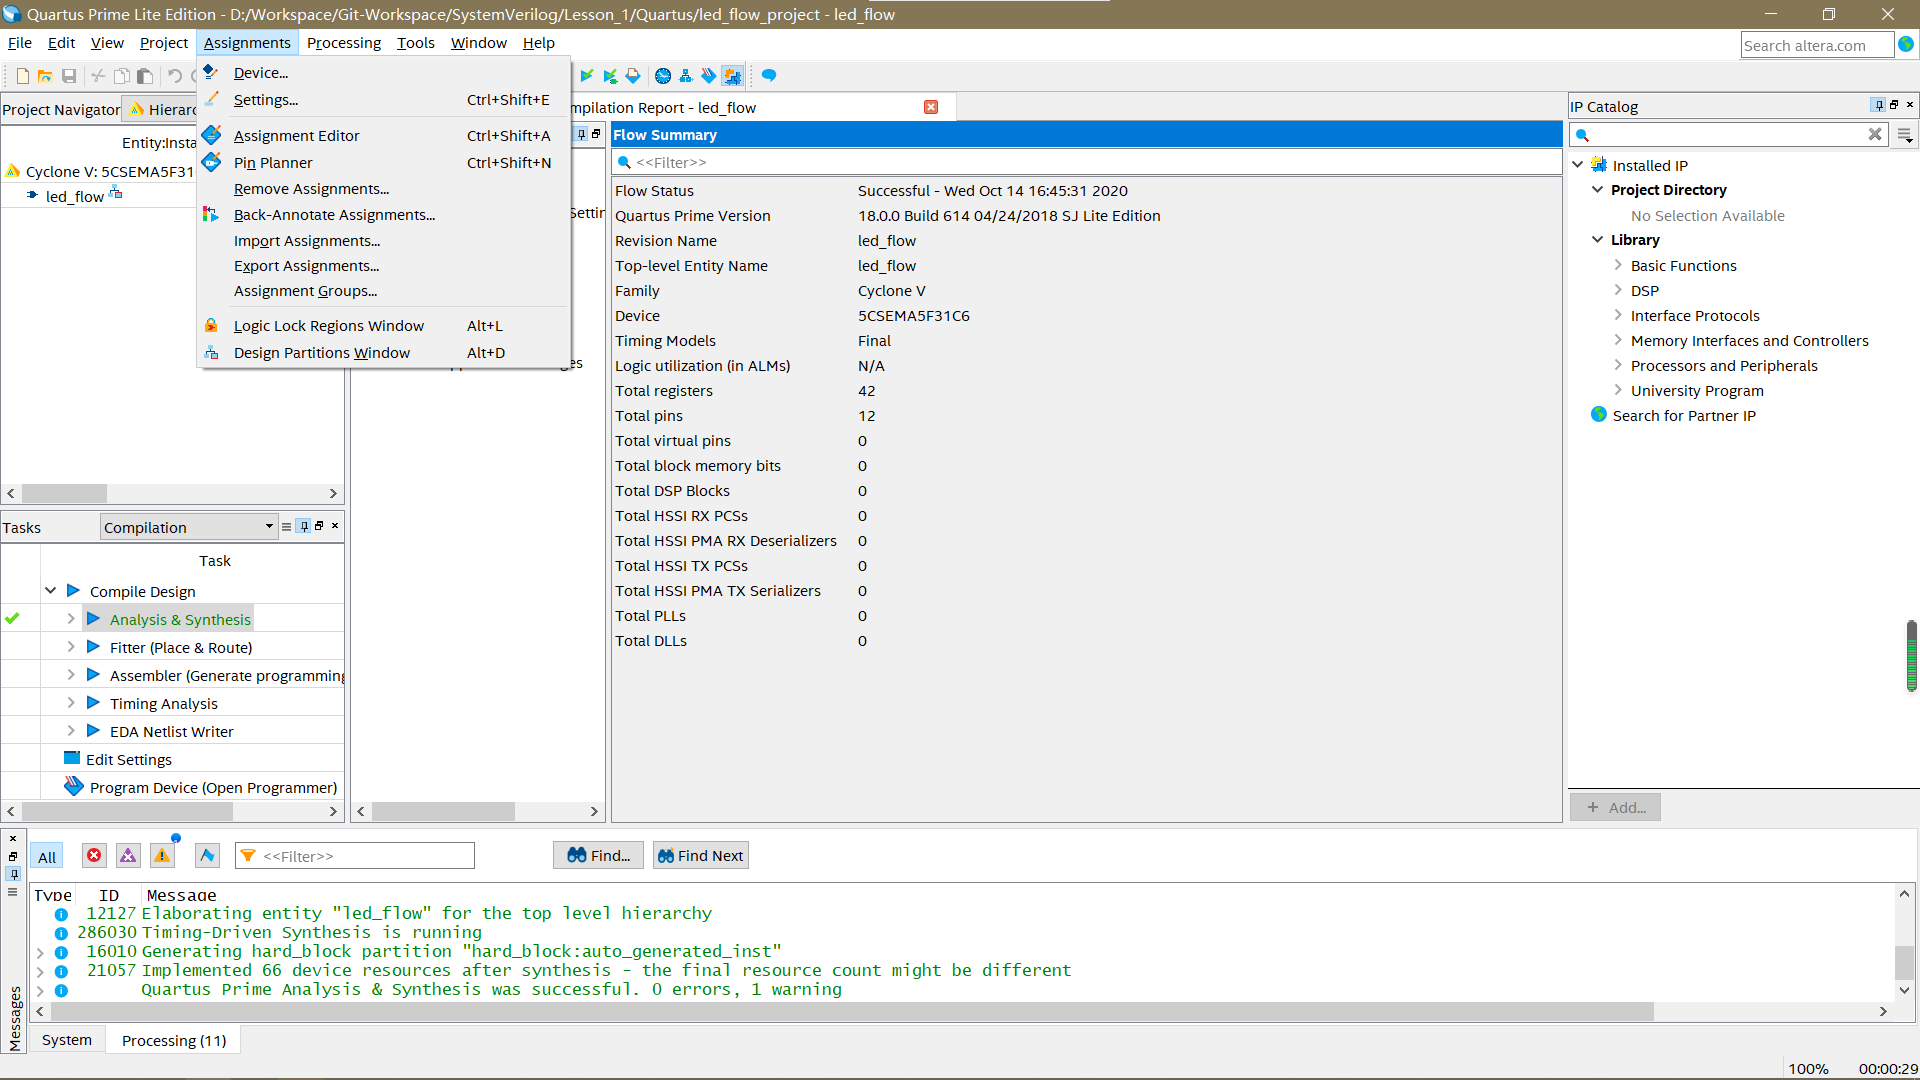 Quartus Prime Lite Edition - D:/Workspace/Git-Workspace/SystemVerilog/Lesson_1/Quartus/led_flow_project - led_flow
File Edit View Project Assignments Processing Tools Window Help
Search altera.com
Device...
Settings... Ctrl+Shift+E
Assignment Editor Ctrl+Shift+A
Pin Planner Ctrl+Shift+N
Remove Assignments...
Back-Annotate Assignments...
Import Assignments...
Export Assignments...
Assignment Groups...
Logic Lock Regions Window Alt+L
Design Partitions Window Alt+D
Project Navigator Hierarc
Entity:Insta
Cyclone V: 5CSEMA5F31
led_flow
Tasks Compilation
Task
Compile Design
Analysis & Synthesis
Fitter (Place & Route)
Assembler (Generate programming
Timing Analysis
EDA Netlist Writer
Edit Settings
Program Device (Open Programmer)
mpilation Report - led_flow
Settin
es
Flow Summary
<<Filter>>
Flow Status Successful - Wed Oct 14 16:45:31 2020
Quartus Prime Version 18.0.0 Build 614 04/24/2018 SJ Lite Edition
Revision Name led_flow
Top-level Entity Name led_flow
Family Cyclone V
Device 5CSEMA5F31C6
Timing Models Final
Logic utilization (in ALMs) N/A
Total registers 42
Total pins 12
Total virtual pins 0
Total block memory bits 0
Total DSP Blocks 0
Total HSSI RX PCSs 0
Total HSSI PMA RX Deserializers 0
Total HSSI TX PCSs 0
Total HSSI PMA TX Serializers 0
Total PLLs 0
Total DLLs 0
IP Catalog
Installed IP
Project Directory
No Selection Available
Library
Basic Functions
DSP
Interface Protocols
Memory Interfaces and Controllers
Processors and Peripherals
University Program
Search for Partner IP
+ Add...
All <<Filter>> Find... Find Next
Type ID Message
12127 Elaborating entity "led_flow" for the top level hierarchy
286030 Timing-Driven Synthesis is running
16010 Generating hard_block partition "hard_block:auto_generated_inst"
21057 Implemented 66 device resources after synthesis - the final resource count might be different
Quartus Prime Analysis & Synthesis was successful. 0 errors, 1 warning
Messages
System Processing (11)
100% 00:00:29